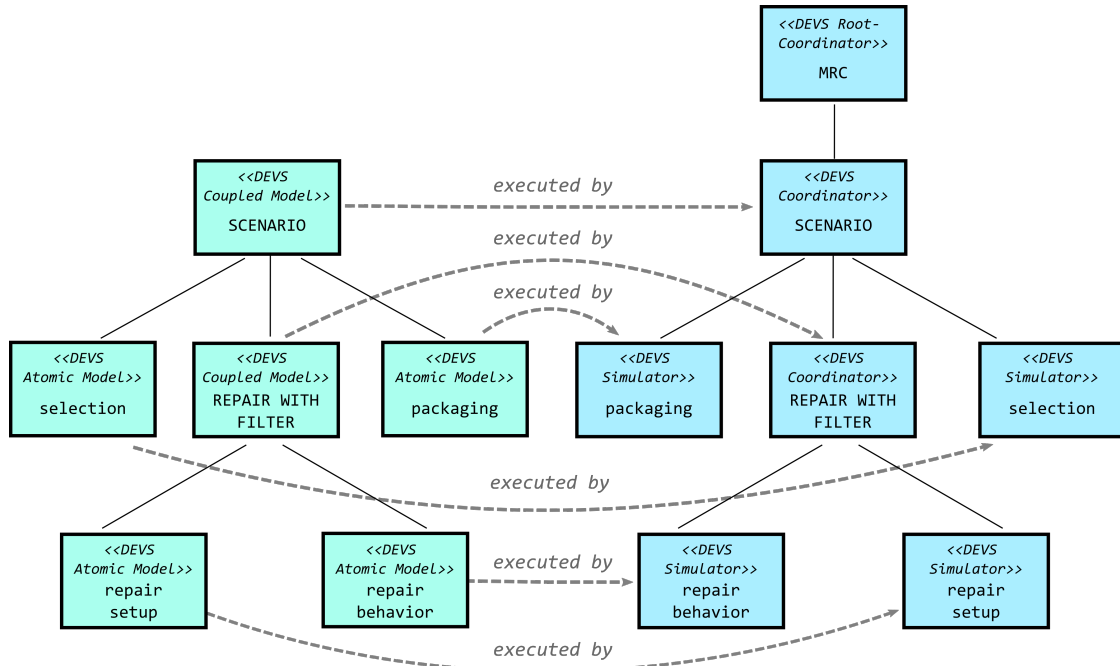 <<DEVS Root-
Coordinator>>
MRC
<<DEVS
Coupled Model>>
SCENARIO
executed by
<<DEVS
Coordinator>>
SCENARIO
executed by
executed by
<<DEVS
Atomic Model>>
selection
<<DEVS
Coupled Model>>
REPAIR WITH
FILTER
<<DEVS
Atomic Model>>
packaging
<<DEVS
Simulator>>
packaging
<<DEVS
Coordinator>>
REPAIR WITH
FILTER
<<DEVS
Simulator>>
selection
executed by
<<DEVS
Atomic Model>>
repair
setup
<<DEVS
Atomic Model>>
repair
behavior
executed by
<<DEVS
Simulator>>
repair
behavior
<<DEVS
Simulator>>
repair
setup
executed by